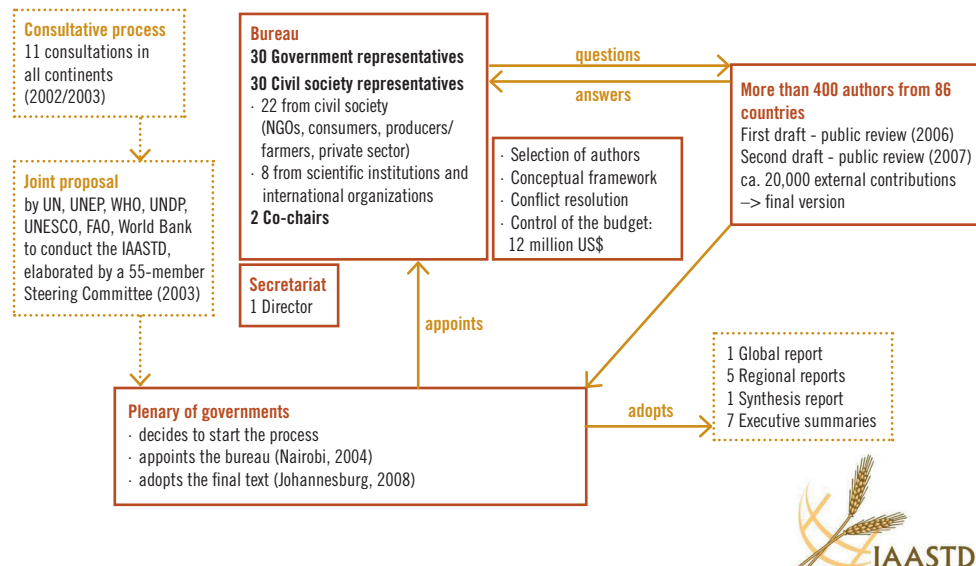 Consultative process
11 consultations in
all continents
(2002/2003)
Joint proposal
by UN, UNEP, WHO, UNDP,
UNESCO, FAO, World Bank
to conduct the IAASTD,
elaborated by a 55-member
Steering Committee (2003)
Bureau
30 Government representatives
30 Civil society representatives
· 22 from civil society
(NGOs, consumers, producers/
farmers, private sector)
· 8 from scientific institutions and
international organizations
2 Co-chairs
· Selection of authors
· Conceptual framework
· Conflict resolution
· Control of the budget:
12 million US$
Secretariat
1 Director
questions
answers
More than 400 authors from 86
countries
First draft - public review (2006)
Second draft - public review (2007)
ca. 20,000 external contributions
–> final version
appoints
Plenary of governments
· decides to start the process
· appoints the bureau (Nairobi, 2004)
· adopts the final text (Johannesburg, 2008)
adopts
1 Global report
5 Regional reports
1 Synthesis report
7 Executive summaries
IAASTD